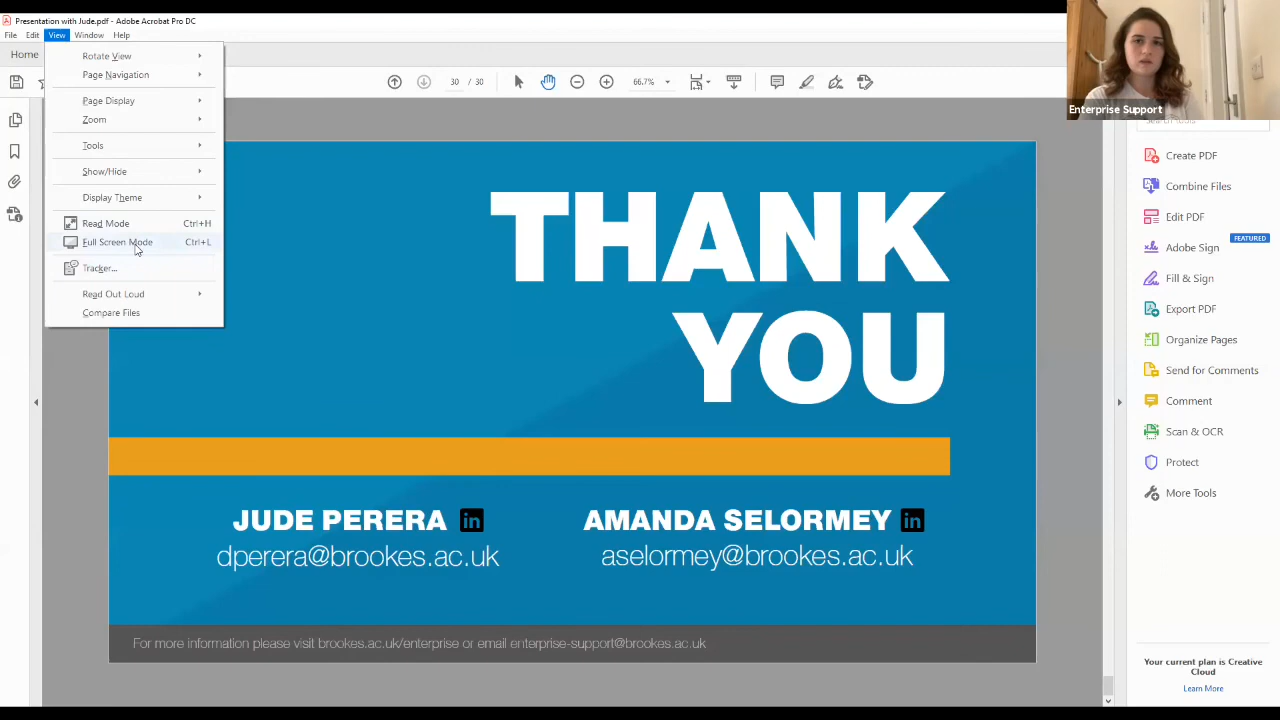 Presentation with Jude.pdf - Adobe Acrobat Pro DC
File Edit View Window Help
Home
Rotate View
Page Navigation
Page Display
Zoom
Tools
Show/Hide
Display Theme
Read Mode Ctrl+H
Full Screen Mode Ctrl+L
Tracker...
Read Out Loud
Compare Files
30 / 30
66.7%
THANK
YOU
JUDE PERERA in
AMANDA SELORMEY in
dperera@brookes.ac.uk
aselormey@brookes.ac.uk
For more information please visit brookes.ac.uk/enterprise or email enterprise-support@brookes.ac.uk
Enterprise Support
Search tools
Create PDF
Combine Files
Edit PDF
Adobe Sign
FEATURED
Fill & Sign
Export PDF
Organize Pages
Send for Comments
Comment
Scan & OCR
Protect
More Tools
Your current plan is Creative
Cloud
Learn More